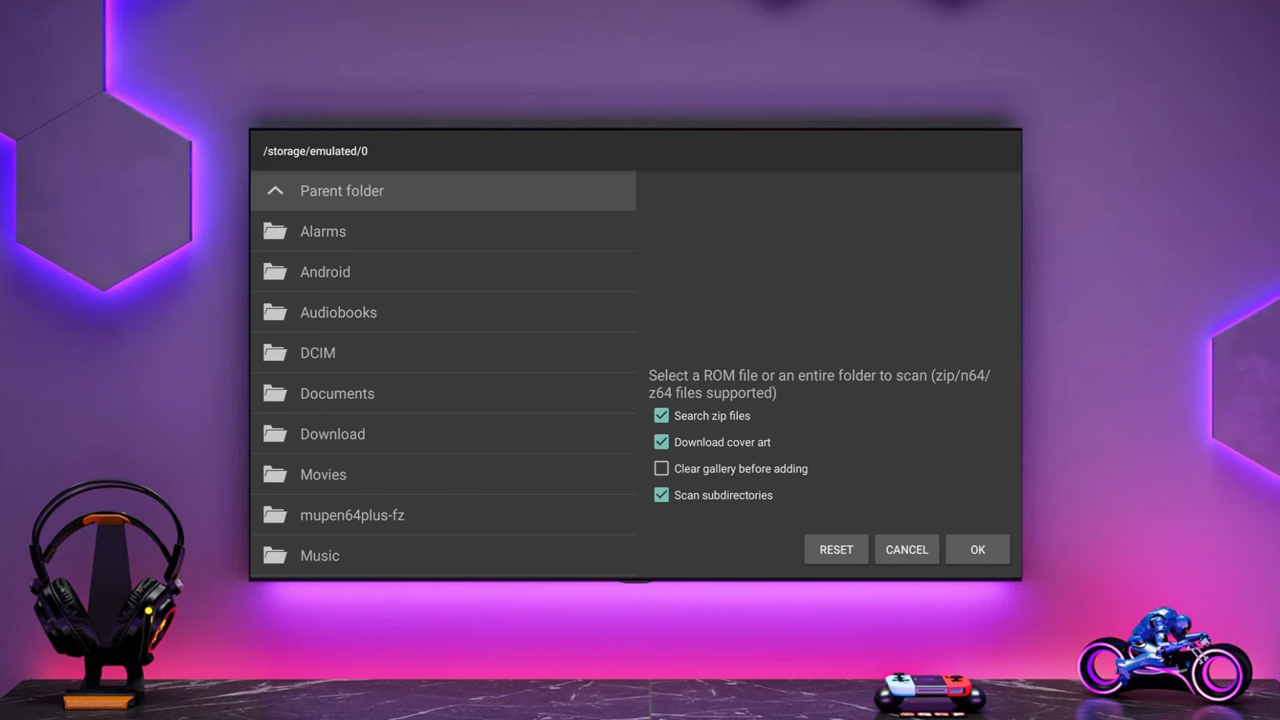 /storage/emulated/0
Parent folder
Alarms
Android
Audiobooks
DCIM
Documents
Download
Movies
mupen64plus-fz
Music
Select a ROM file or an entire folder to scan (zip/n64/
z64 files supported)
Search zip files
Download cover art
Clear gallery before adding
Scan subdirectories
RESET
CANCEL
OK